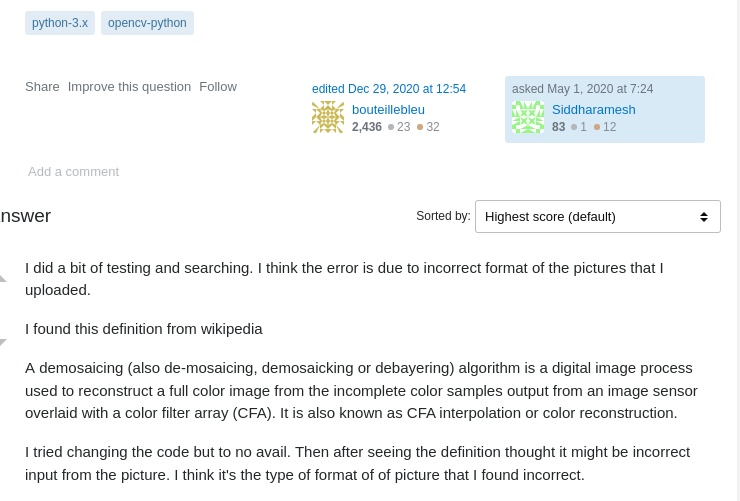 python-3.x opencv-python
Share Improve this question Follow
edited Dec 29, 2020 at 12:54
bouteillebleu
2,436 23 32
asked May 1, 2020 at 7:24
Siddharamesh
83 1 12
Add a comment
nswer
Sorted by: Highest score (default)
I did a bit of testing and searching. I think the error is due to incorrect format of the pictures that I
uploaded.
I found this definition from wikipedia
A demosaicing (also de-mosaicing, demosaicking or debayering) algorithm is a digital image process
used to reconstruct a full color image from the incomplete color samples output from an image sensor
overlaid with a color filter array (CFA). It is also known as CFA interpolation or color reconstruction.
I tried changing the code but to no avail. Then after seeing the definition thought it might be incorrect
input from the picture. I think it's the type of format of of picture that I found incorrect.